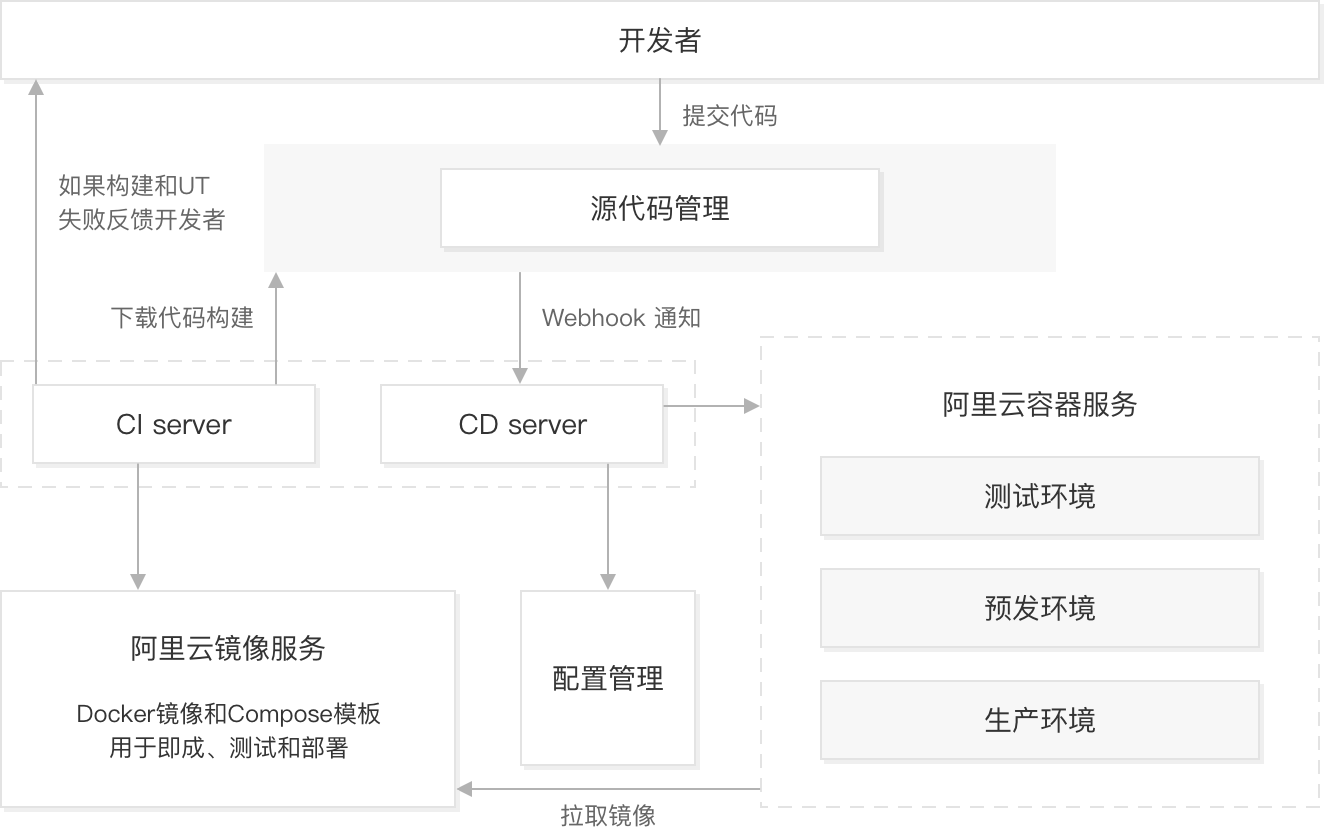 开发者
提交代码
如果构建和UT
失败反馈开发者
源代码管理
下载代码构建
Webhook 通知
CI server
CD server
阿里云容器服务
测试环境
预发环境
生产环境
阿里云镜像服务
Docker镜像和Compose模板
用于即成、测试和部署
配置管理
拉取镜像